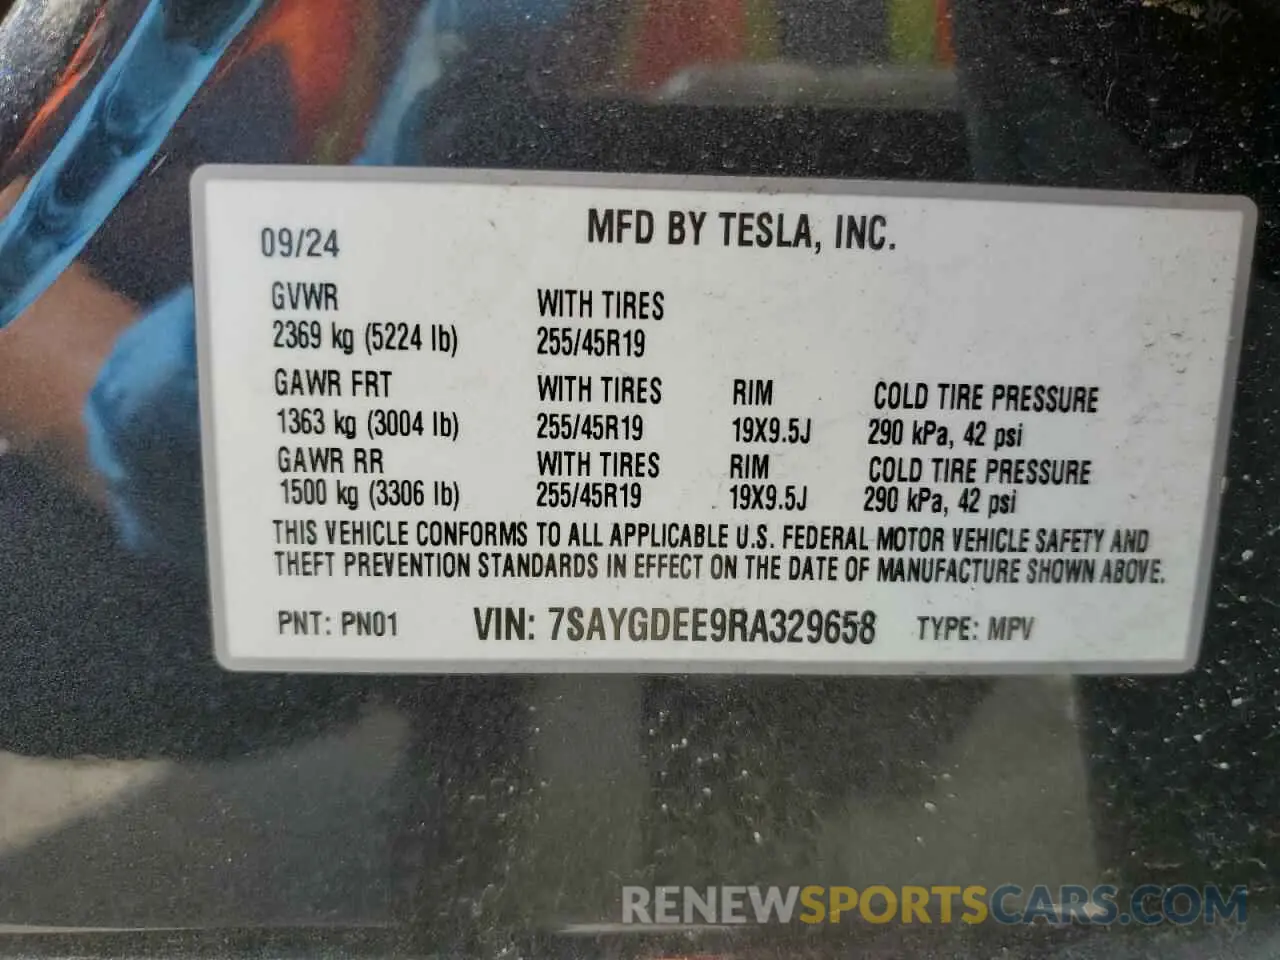 MFD BY TESLA, INC.
09/24
GVWR WITH TIRES
2369 kg (5224 lb) 255/45R19
GAWR FRT WITH TIRES RIM COLD TIRE PRESSURE
1363 kg (3004 lb) 255/45R19 19X9.5J 290 kPa, 42 psi
GAWR RR WITH TIRES RIM COLD TIRE PRESSURE
1500 kg (3306 lb) 255/45R19 19X9.5J 290 kPa, 42 psi
THIS VEHICLE CONFORMS TO ALL APPLICABLE U.S. FEDERAL MOTOR VEHICLE SAFETY AND
THEFT PREVENTION STANDARDS IN EFFECT ON THE DATE OF MANUFACTURE SHOWN ABOVE.
PNT: PN01 VIN: 7SAYGDEE9RA329658 TYPE: MPV
RENEWSPORTSCARS.COM